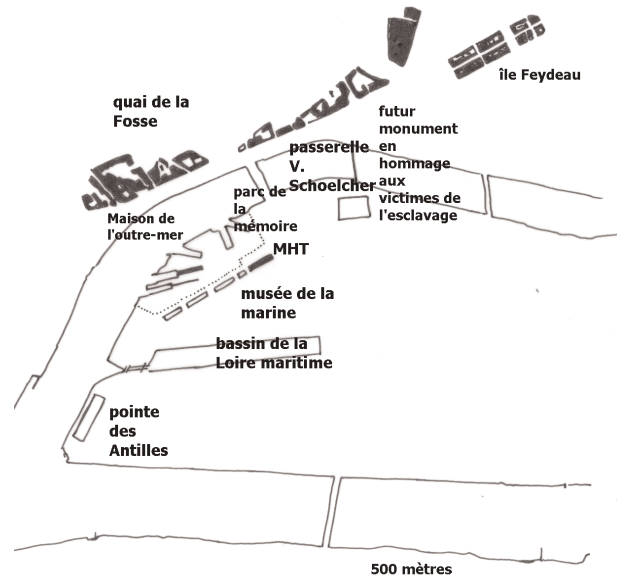 île Feydeau
quai de la
Fosse
futur
monument
en
hommage
aux
victimes de
l'esclavage
passerelle
V.
Schoelcher
parc de
la
mémoire
Maison de
l'outre-mer
MHT
musée de la
marine
bassin de la
Loire maritime
pointe
des
Antilles
500 mètres